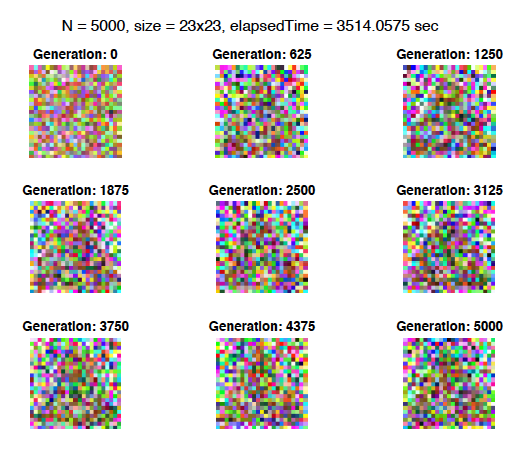 N = 5000, size = 23x23, elapsedTime = 3514.0575 sec
Generation: 0
Generation: 625
Generation: 1250
Generation: 1875
Generation: 2500
Generation: 3125
Generation: 3750
Generation: 4375
Generation: 5000